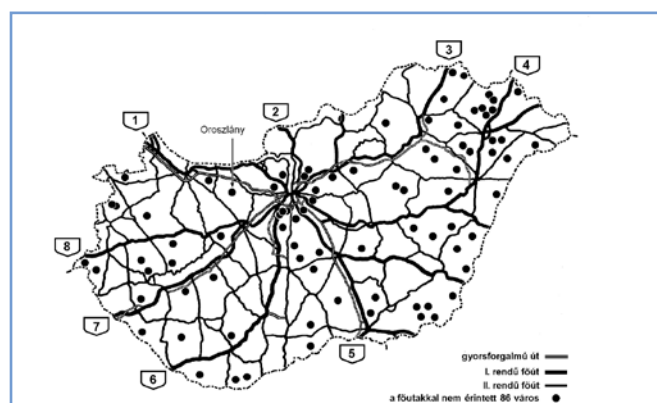 3
4
2
1
Oroszlány
8
7
6
5
gyorsforgalmú út
I. rendű főút
II. rendű főút
a főutakkal nem érintett 86 város